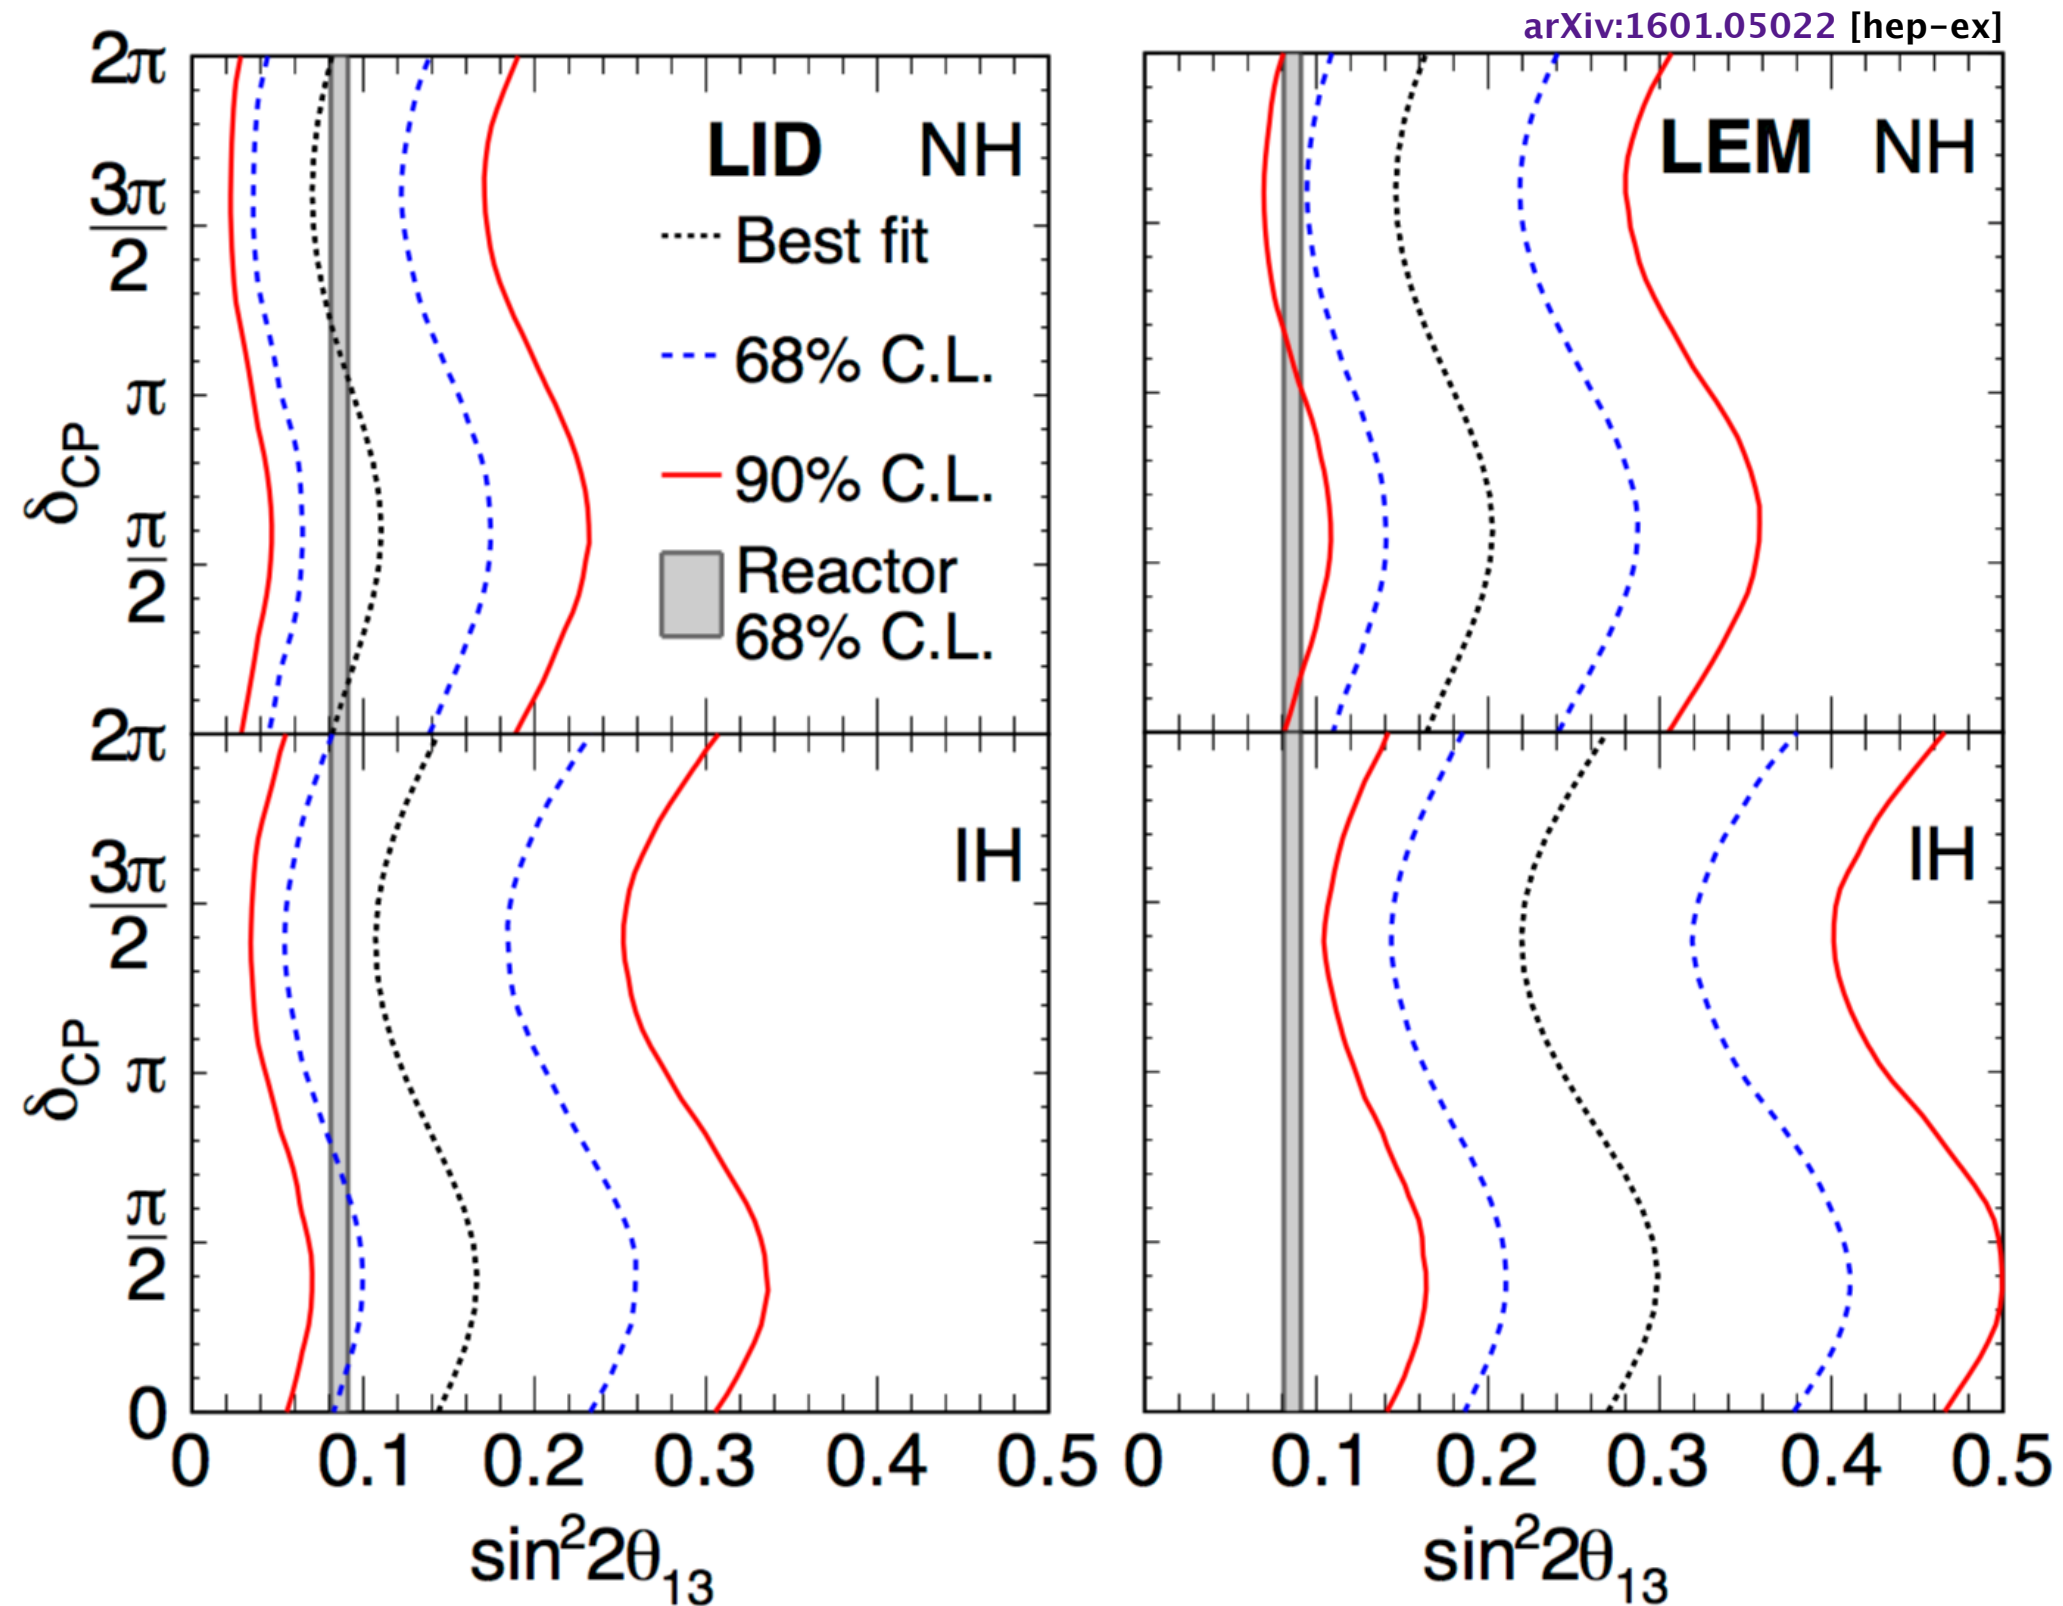 arXiv:1601.05022 [hep-ex]
2π
3π
2
π
π
2
δCP
LID NH
Best fit
68% C.L.
90% C.L.
Reactor
68% C.L.
LEM NH
2π
3π
2
π
π
2
0
δCP
IH
IH
0 0.1 0.2 0.3 0.4 0.5
0 0.1 0.2 0.3 0.4 0.5
sin²2θ₁₃
sin²2θ₁₃